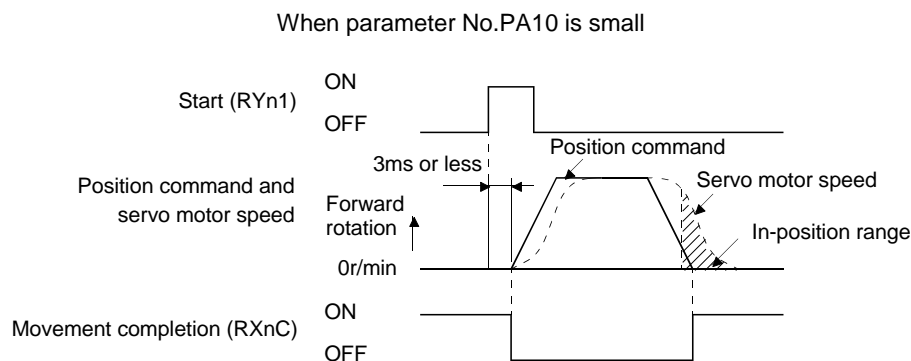 When parameter No.PA10 is small
ON
Start (RYn1)
OFF
Position command
3ms or less
Position command and
servo motor speed
Servo motor speed
Forward
rotation
In-position range
0r/min
ON
Movement completion (RXnC)
OFF